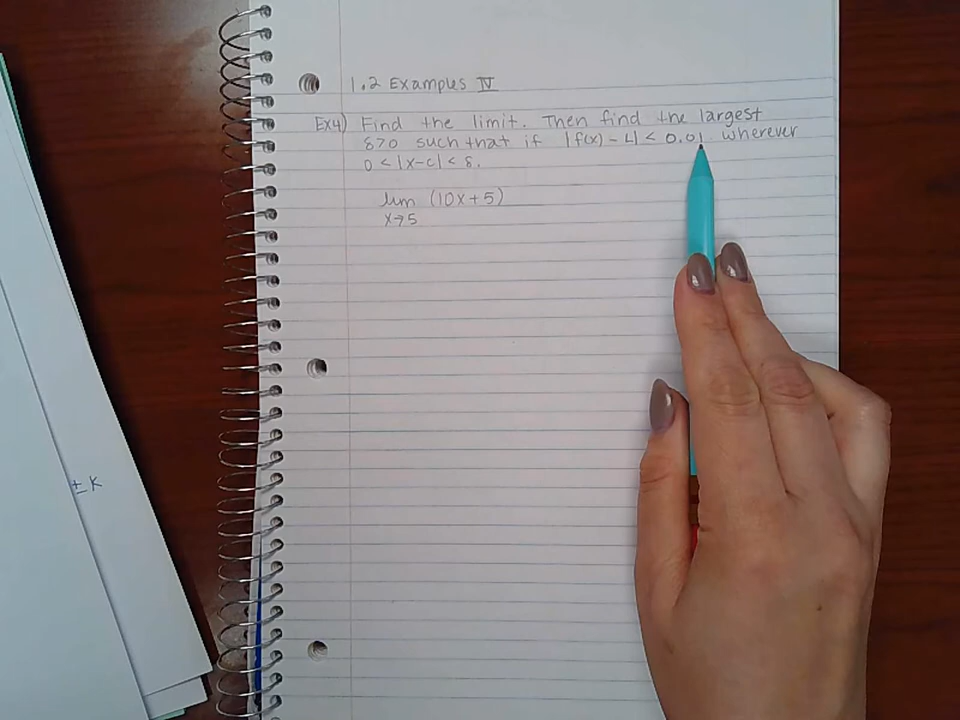 1.2 Examples IV
Ex4) Find the limit. Then find the largest
δ>0 such that if |f(x) - L| < 0.01 wherever
0 < |x-c| < δ.
lim (10x+5)
x→5
± K